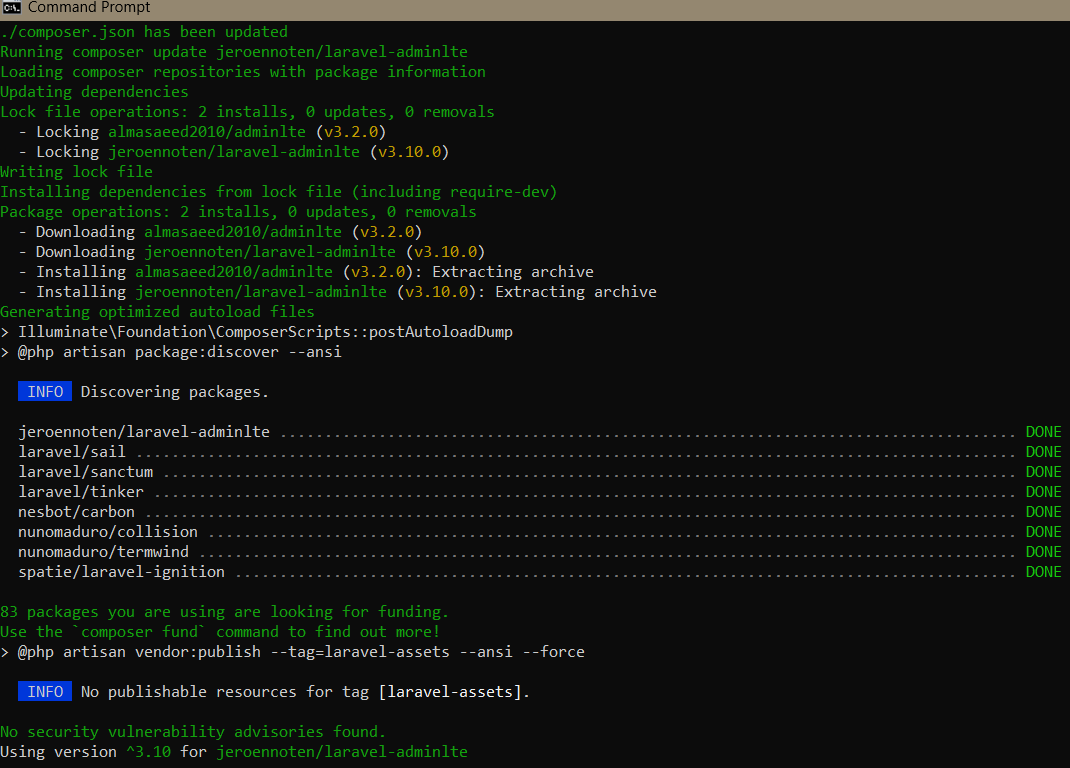 Command Prompt
./composer.json has been updated
Running composer update jeroennoten/laravel-adminlte
Loading composer repositories with package information
Updating dependencies
Lock file operations: 2 installs, 0 updates, 0 removals
  - Locking almasaeed2010/adminlte (v3.2.0)
  - Locking jeroennoten/laravel-adminlte (v3.10.0)
Writing lock file
Installing dependencies from lock file (including require-dev)
Package operations: 2 installs, 0 updates, 0 removals
  - Downloading almasaeed2010/adminlte (v3.2.0)
  - Downloading jeroennoten/laravel-adminlte (v3.10.0)
  - Installing almasaeed2010/adminlte (v3.2.0): Extracting archive
  - Installing jeroennoten/laravel-adminlte (v3.10.0): Extracting archive
Generating optimized autoload files
> Illuminate\Foundation\ComposerScripts::postAutoloadDump
> @php artisan package:discover --ansi
INFO Discovering packages.
jeroennoten/laravel-adminlte .................................................................................. DONE
laravel/sail .................................................................................................. DONE
laravel/sanctum ............................................................................................... DONE
laravel/tinker ................................................................................................ DONE
nesbot/carbon ................................................................................................. DONE
nunomaduro/collision .......................................................................................... DONE
nunomaduro/termwind ........................................................................................... DONE
spatie/laravel-ignition ....................................................................................... DONE
83 packages you are using are looking for funding.
Use the `composer fund` command to find out more!
> @php artisan vendor:publish --tag=laravel-assets --ansi --force
INFO No publishable resources for tag [laravel-assets].
No security vulnerability advisories found.
Using version ^3.10 for jeroennoten/laravel-adminlte